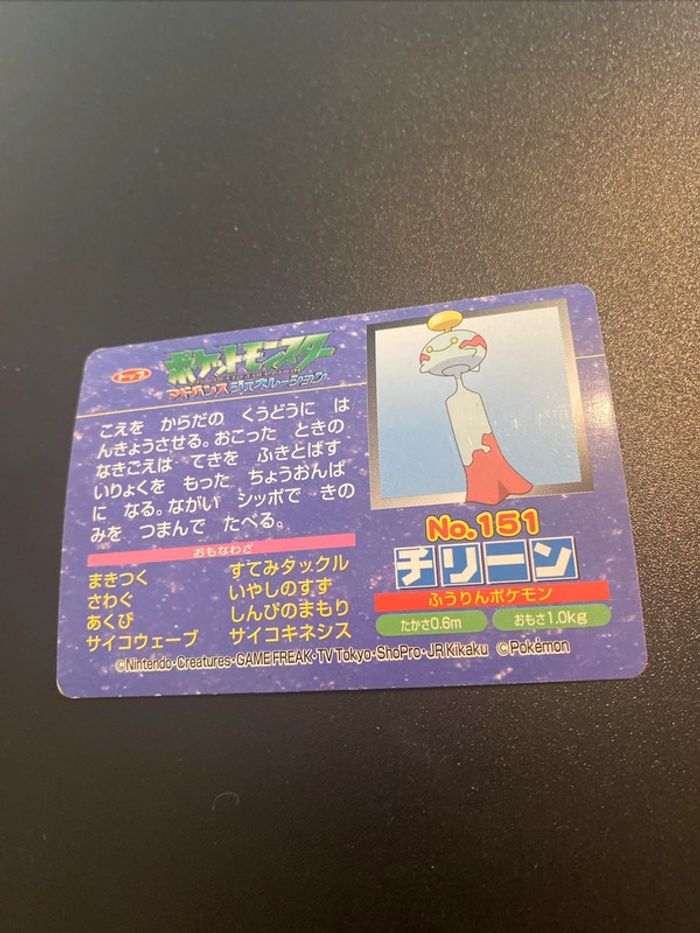 トップ
ポケットモンスター
アドバンスジェネレーション
こえを からだの くうどうに は
んきょうさせる。おこった ときの
なきごえは てきを ふきとばす
いりょくを もった ちょうおんぱ
に なる。ながい シッポで きの
みを つまんで たべる。
おもなわざ
まきつく すてみタックル
さわぐ いやしのすず
あくび しんぴのまもり
サイコウェーブ サイコキネシス
No.151
チリーン
ふうりんポケモン
たかさ0.6m おもさ1.0kg
©Nintendo・Creatures・GAME FREAK・TV Tokyo・ShoPro・JR Kikaku ©Pokémon